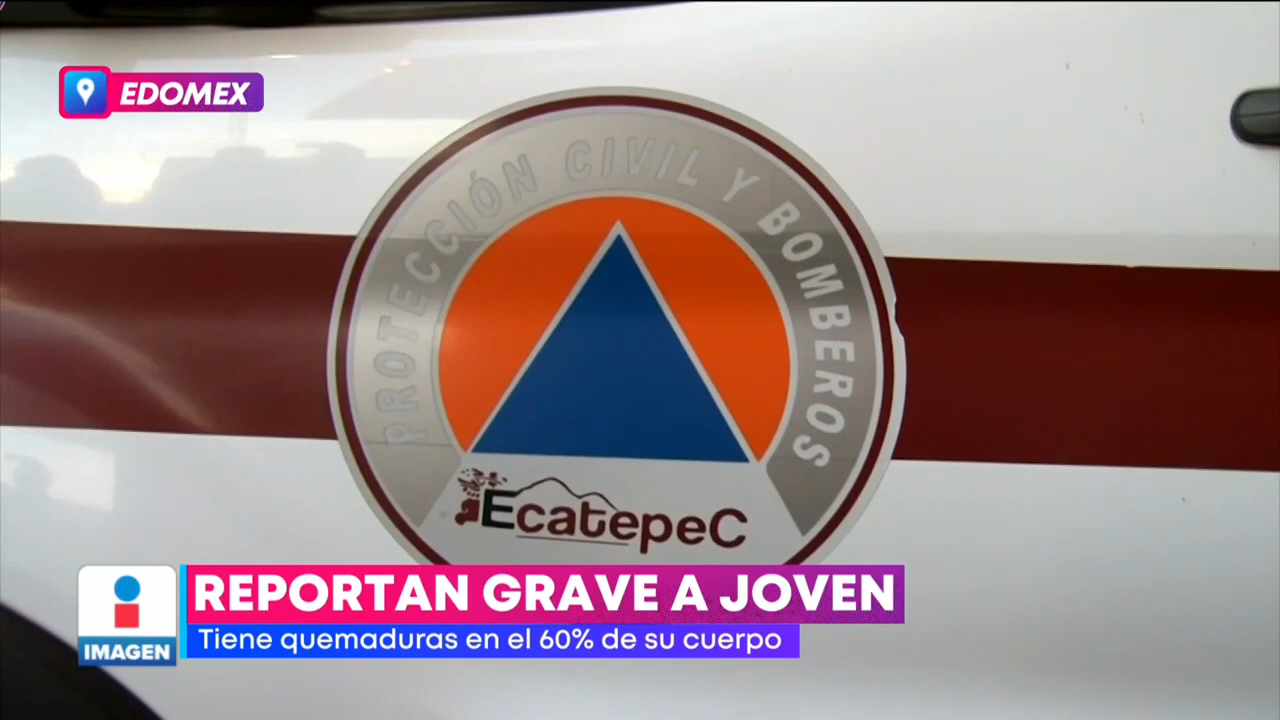 EDOMEX
PROTECCIÓN CIVIL Y BOMBEROS
Ecatepec
REPORTAN GRAVE A JOVEN
Tiene quemaduras en el 60% de su cuerpo
IMAGEN